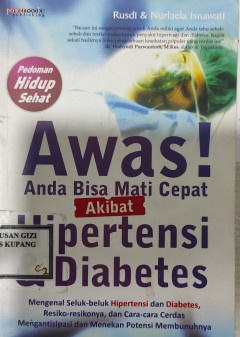 Rusdi & Nurlaela Isnawati
Pedoman
Hidup
Sehat
Awas!
Anda Bisa Mati Cepat
Akibat
Hipertensi
& Diabetes
USAN GIZI
S KUPANG
C2
Mengenal Seluk-beluk Hipertensi dan Diabetes,
Resiko-resikonya, dan Cara-cara Cerdas
Mengantisipasi dan Menekan Potensi Membunuhnya